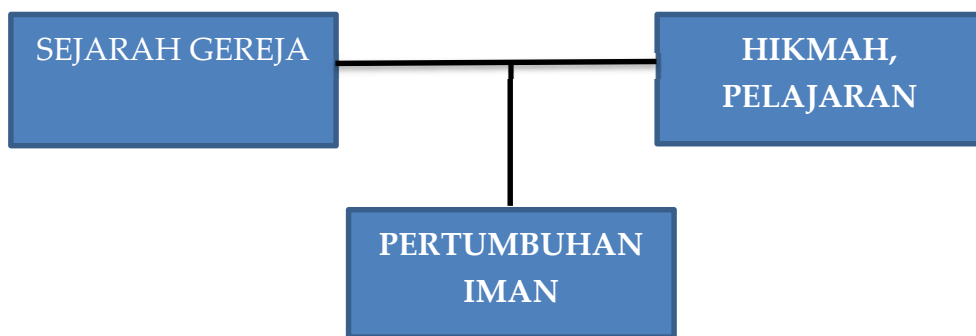 SEJARAH GEREJA
HIKMAH,
PELAJARAN
PERTUMBUHAN
IMAN